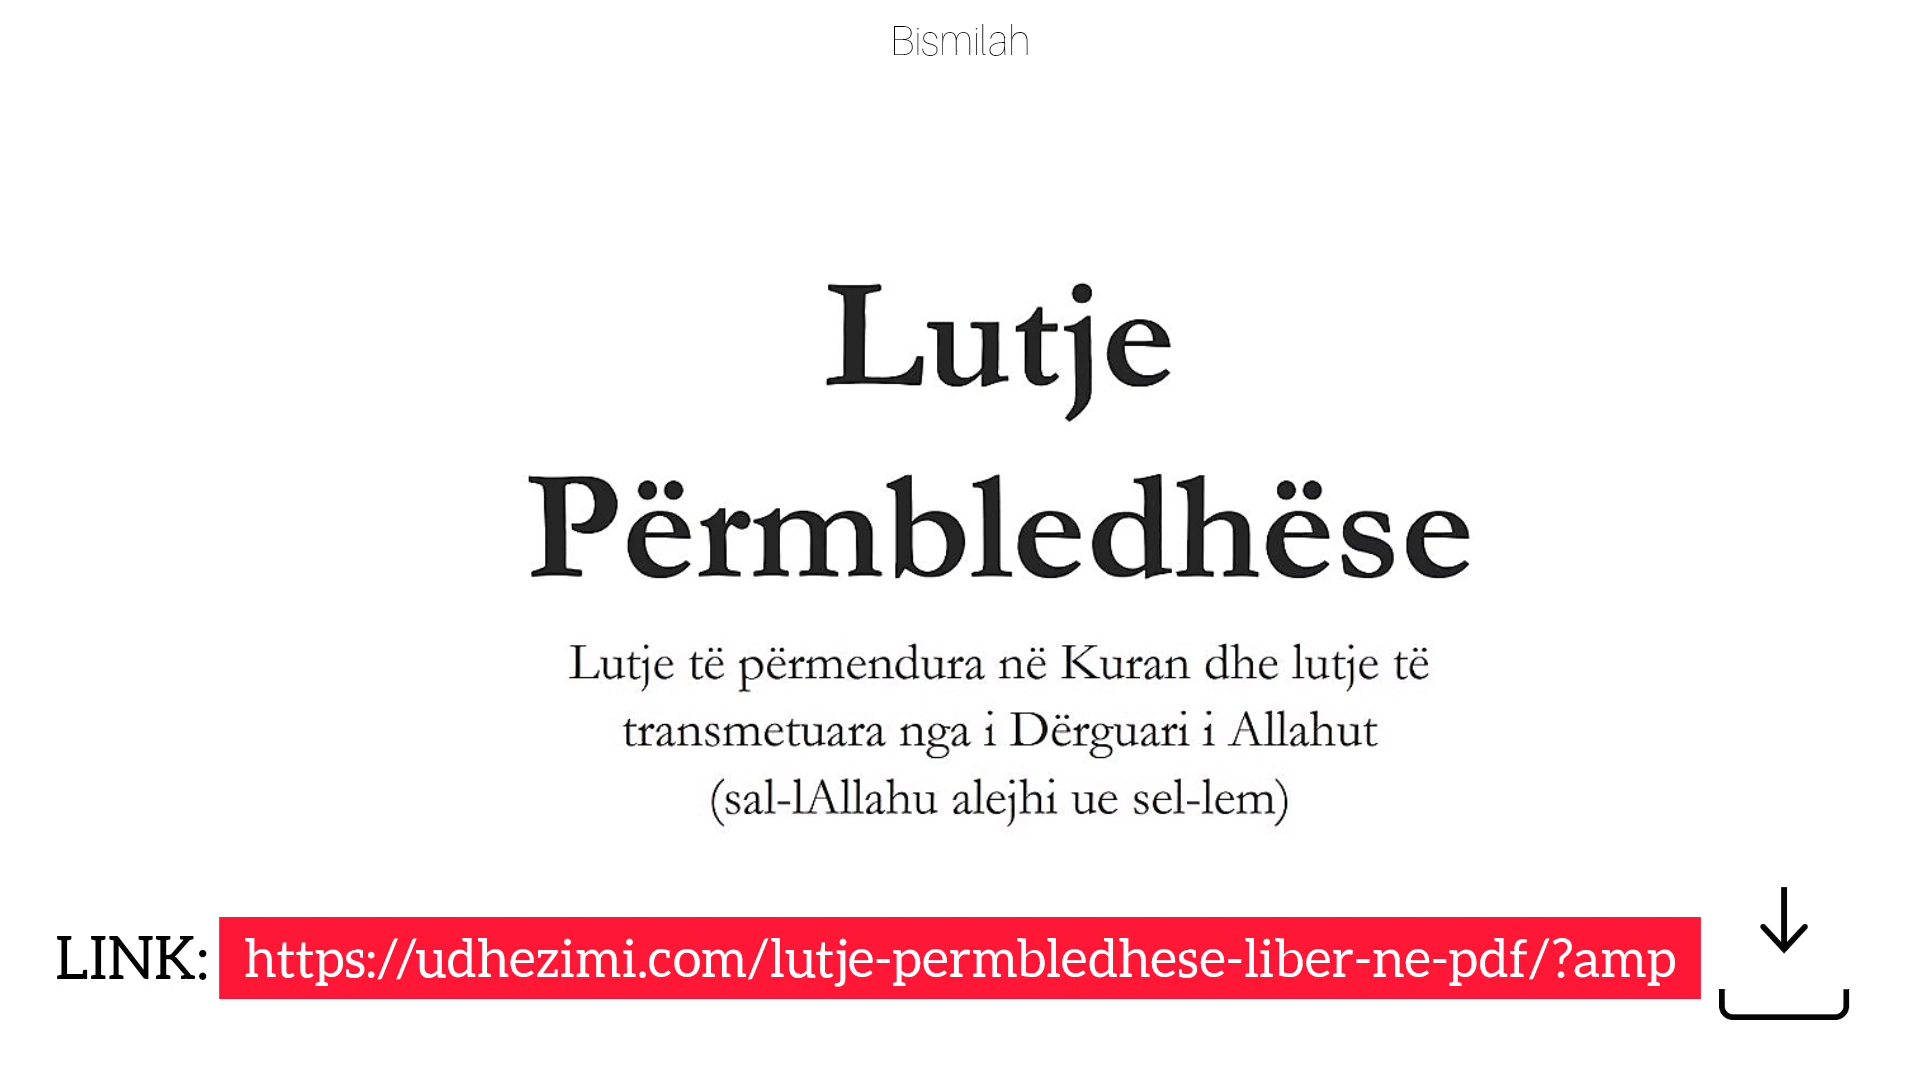 Bismilah
Lutje
Përmbledhëse
Lutje të përmendura në Kuran dhe lutje të
transmetuara nga i Dërguari i Allahut
(sal-lAllahu alejhi ue sel-lem)
LINK: https://udhezimi.com/lutje-permbledhese-liber-ne-pdf/?amp